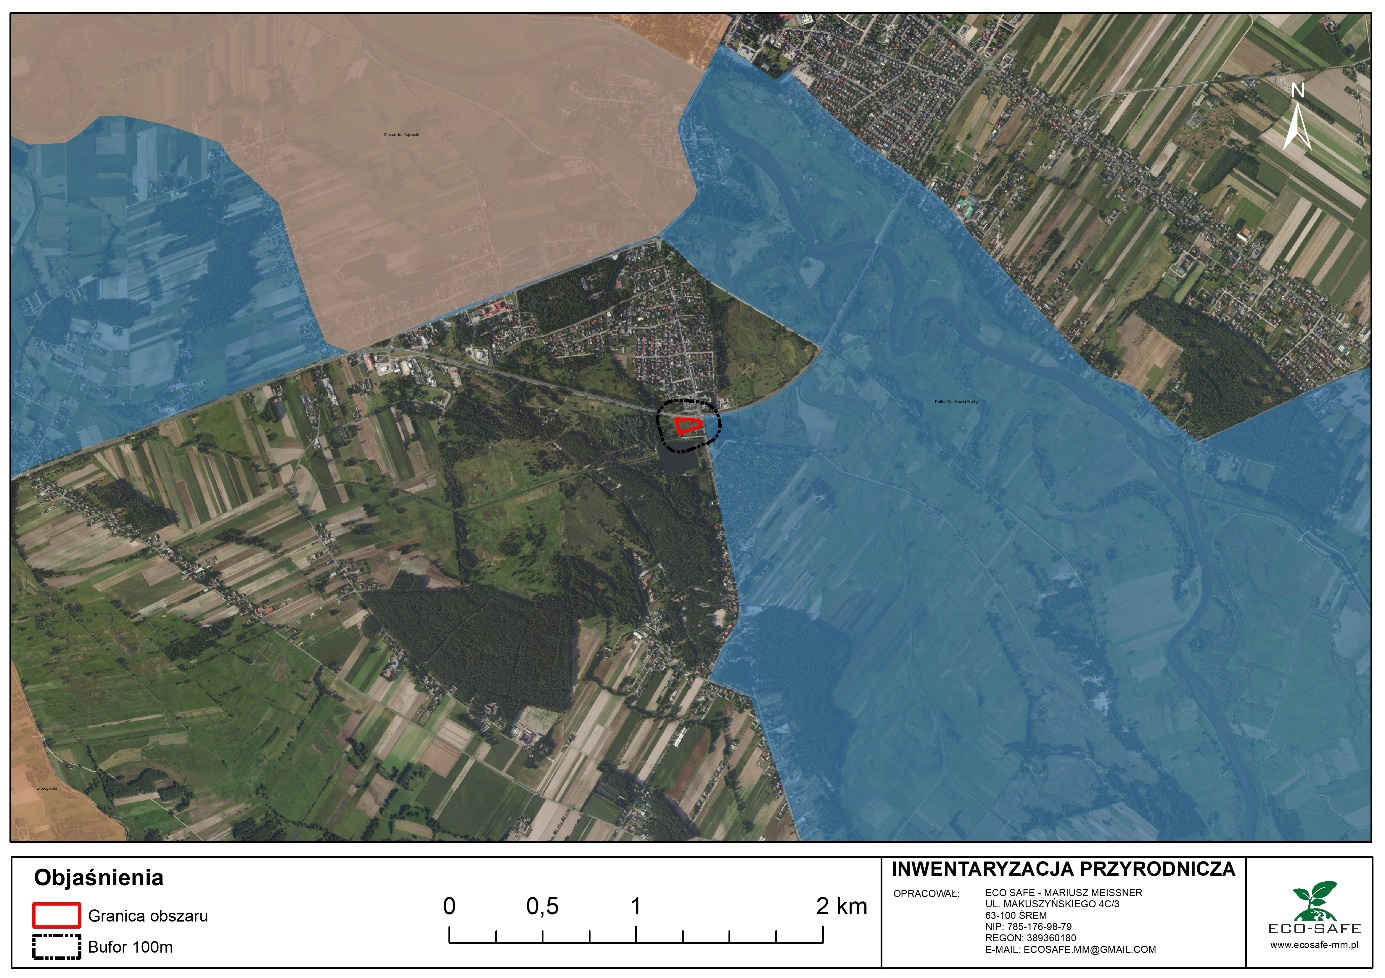 N
Objaśnienia
Granica obszaru
Bufor 100m
0 0,5 1 2 km
INWENTARYZACJA PRZYRODNICZA
OPRACOWAŁ:
ECO SAFE - MARIUSZ MEISSNER
UL. MAKUSZYŃSKIEGO 4C/3
63-100 ŚREM
NIP: 785-176-98-79
REGON: 389360180
E-MAIL: ECOSAFE.MM@GMAIL.COM
ECO-SAFE
www.ecosafe-mm.pl